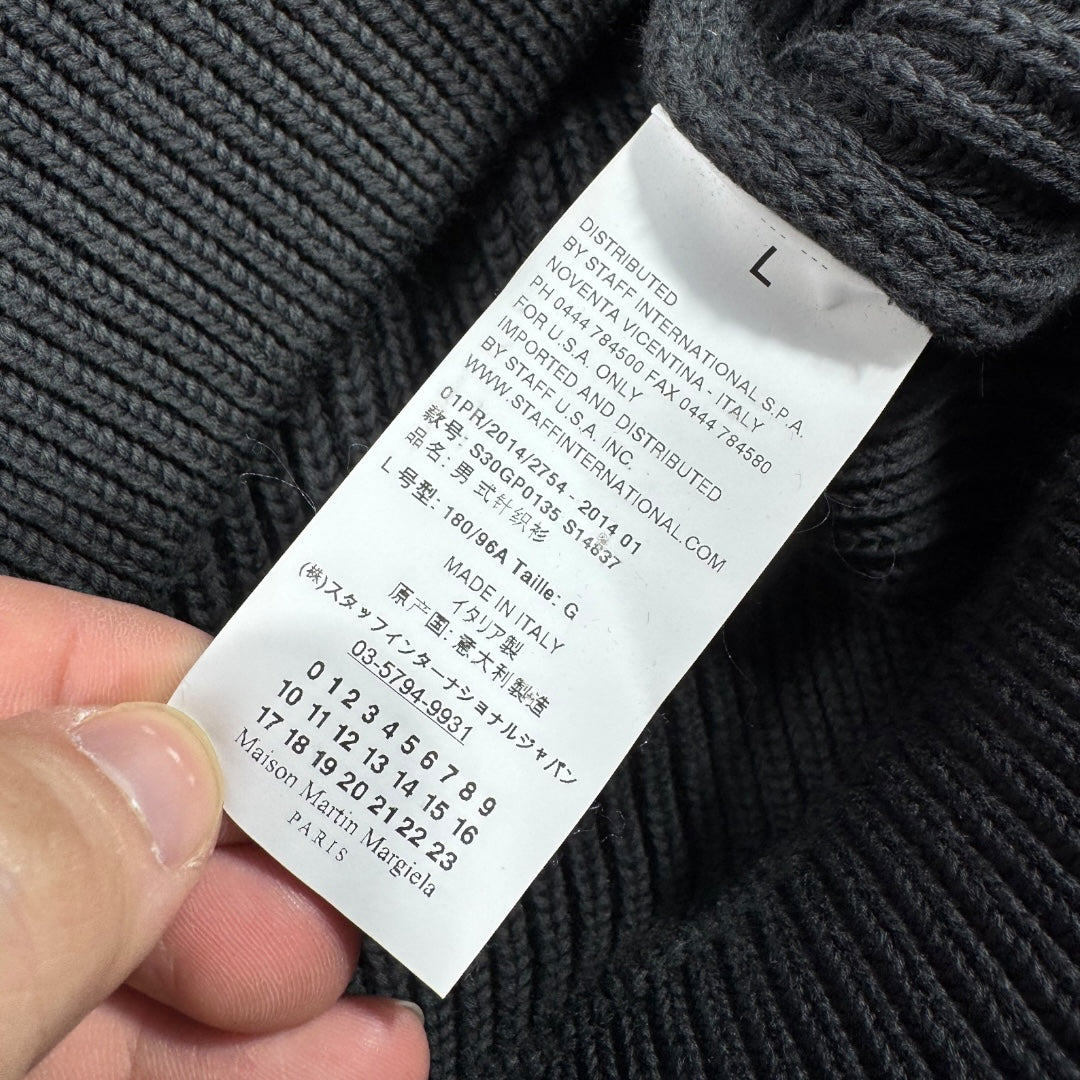 L
DISTRIBUTED
BY STAFF INTERNATIONAL S.P.A.
NOVENTA VICENTINA - ITALY
PH 0444 784500 FAX 0444 784580
FOR U.S.A. ONLY
IMPORTED AND DISTRIBUTED
BY STAFF U.S.A. INC.
WWW.STAFFINTERNATIONAL.COM
01PR/2014/2754 - 2014 01
款号: S30GP0135 S14837
品名: 男 式针织衫
L 号型: 180/96A Taille: G
MADE IN ITALY
イタリア製
原产国: 意大利製造
(株)スタッフインターナショナルジャパン
03-5794-9931
0 1 2 3 4 5 6 7 8 9
10 11 12 13 14 15 16
17 18 19 20 21 22 23
Maison Martin Margiela
PARIS